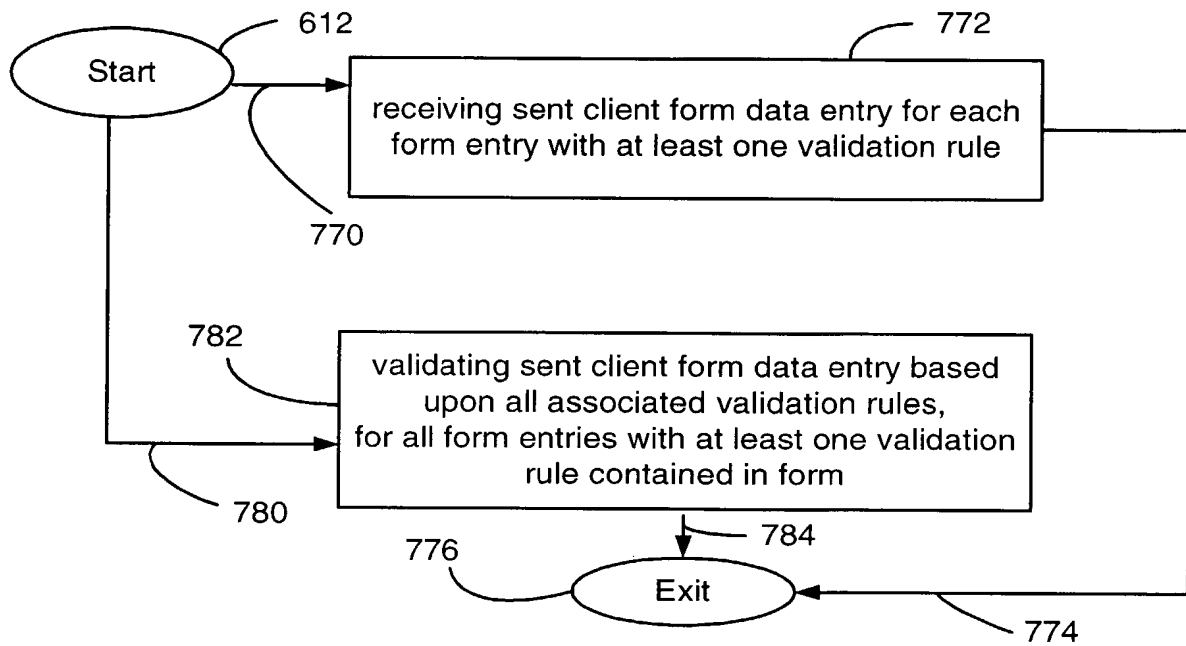 612
772
Start
receiving sent client form data entry for each
form entry with at least one validation rule
770
782
validating sent client form data entry based
upon all associated validation rules,
for all form entries with at least one validation
rule contained in form
780
784
776
Exit
774